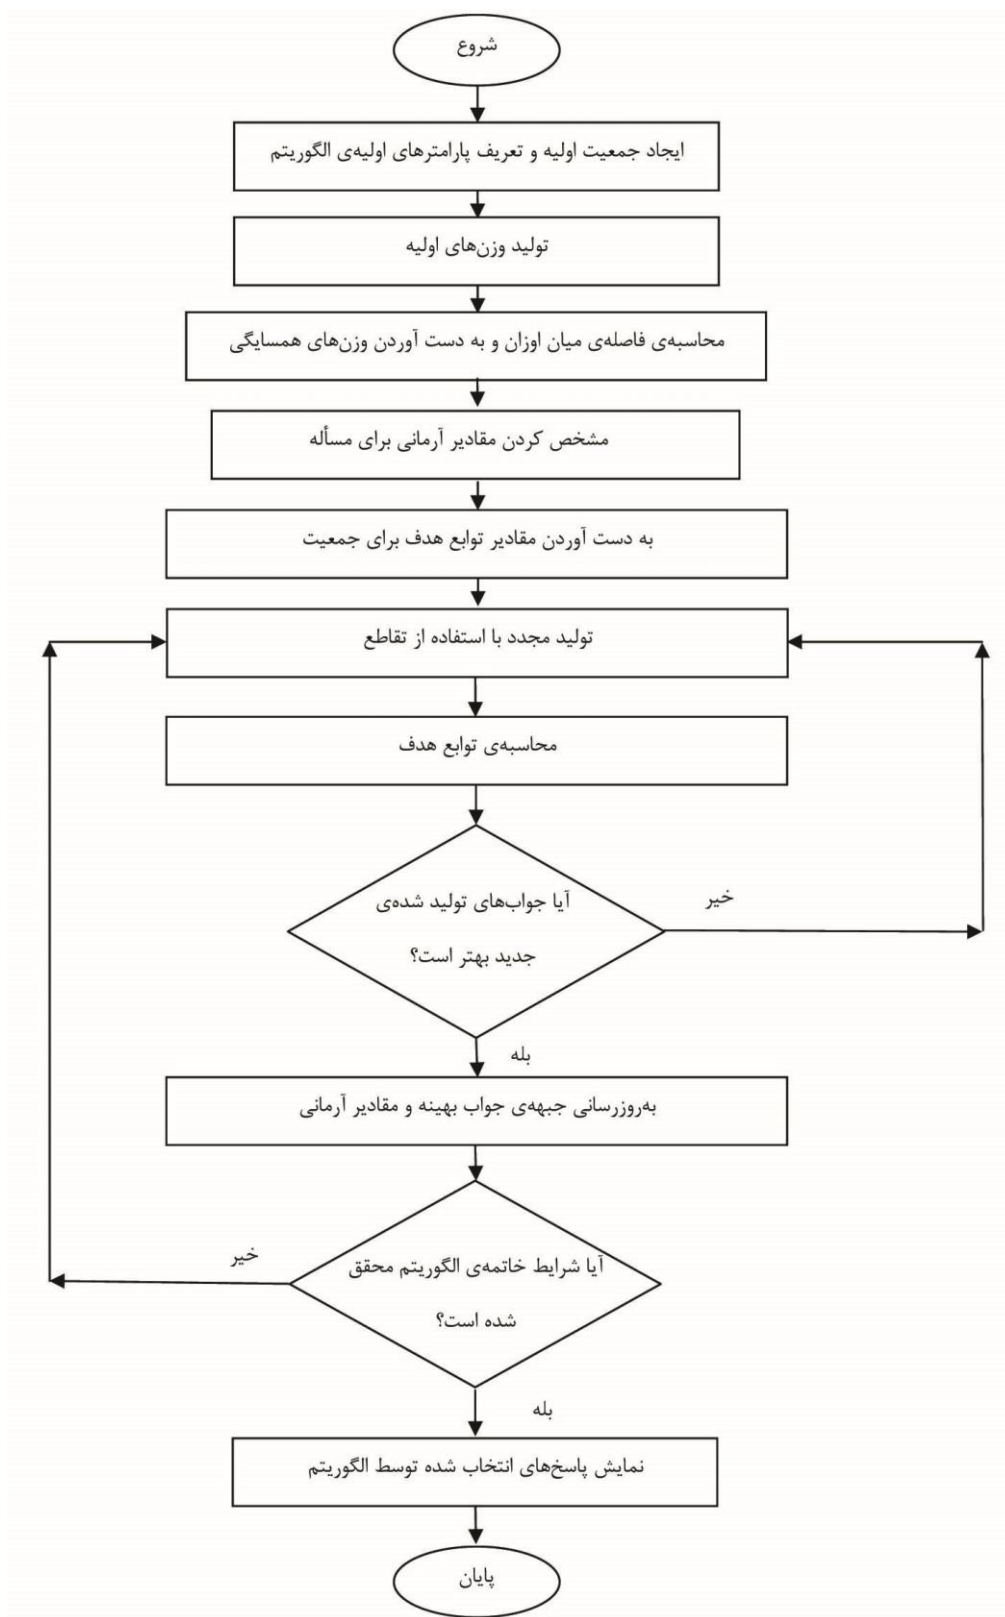 شروع
ایجاد جمعیت اولیه و تعریف پارامترهای اولیه‌ی الگوریتم
تولید وزن‌های اولیه
محاسبه‌ی فاصله‌ی میان اوزان و به دست آوردن وزن‌های همسایگی
مشخص کردن مقادیر آرمانی برای مسأله
به دست آوردن مقادیر توابع هدف برای جمعیت
تولید مجدد با استفاده از تقاطع
محاسبه‌ی توابع هدف
آیا جواب‌های تولید شده‌ی
جدید بهتر است؟
خیر
بله
به‌روزرسانی جبهه‌ی جواب بهینه و مقادیر آرمانی
آیا شرایط خاتمه‌ی الگوریتم محقق
شده است؟
خیر
بله
نمایش پاسخ‌های انتخاب شده توسط الگوریتم
پایان